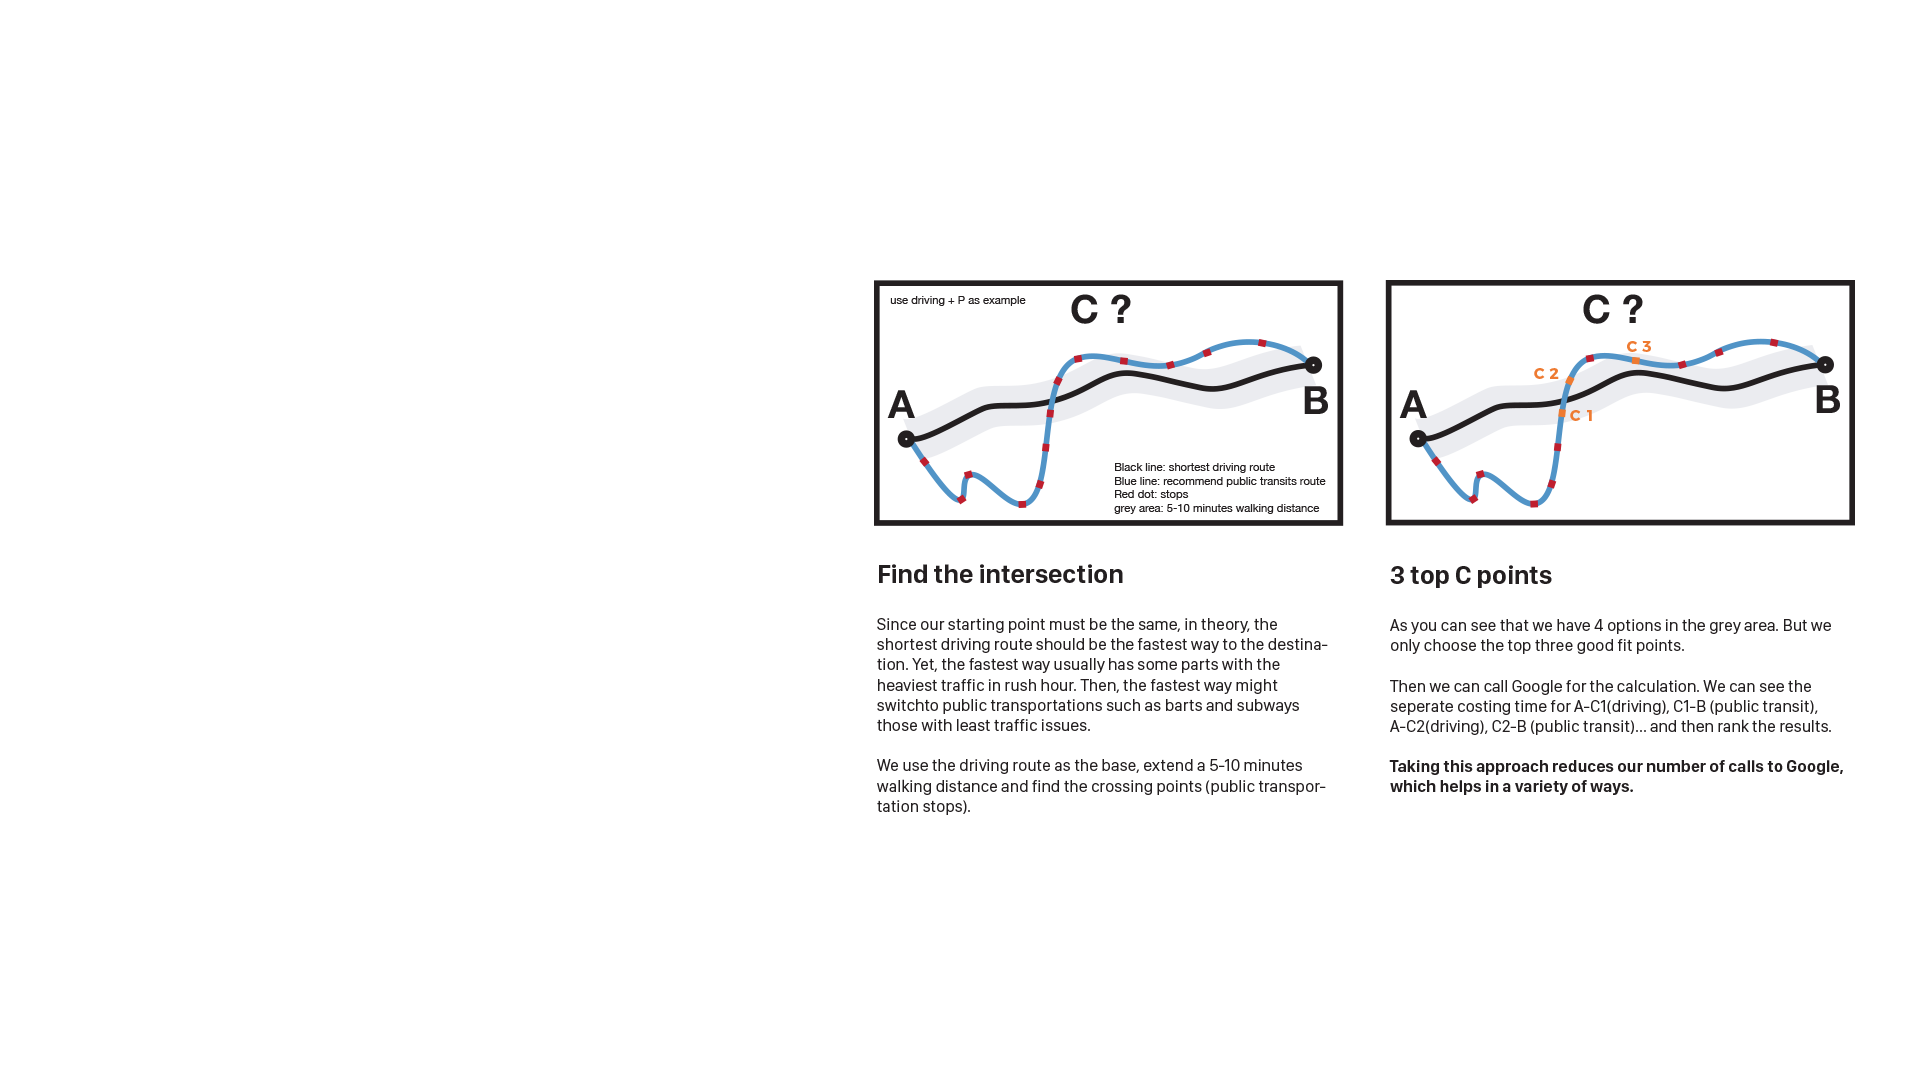 use driving + P as example
C ?
A
B
Black line: shortest driving route
Blue line: recommend public transits route
Red dot: stops
grey area: 5-10 minutes walking distance
Find the intersection
Since our starting point must be the same, in theory, the
shortest driving route should be the fastest way to the destina-
tion. Yet, the fastest way usually has some parts with the
heaviest traffic in rush hour. Then, the fastest way might
switchto public transportations such as barts and subways
those with least traffic issues.
We use the driving route as the base, extend a 5-10 minutes
walking distance and find the crossing points (public transpor-
tation stops).
C ?
C 3
C 2
A
B
C 1
3 top C points
As you can see that we have 4 options in the grey area. But we
only choose the top three good fit points.
Then we can call Google for the calculation. We can see the
seperate costing time for A-C1(driving), C1-B (public transit),
A-C2(driving), C2-B (public transit)... and then rank the results.
Taking this approach reduces our number of calls to Google,
which helps in a variety of ways.